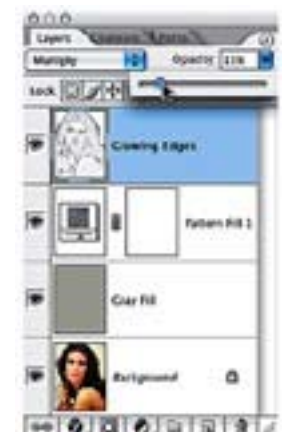 Layers
Multiply Opacity:
Lock:
Glowing Edges
Pattern Fill 1
Gray Fill
Background